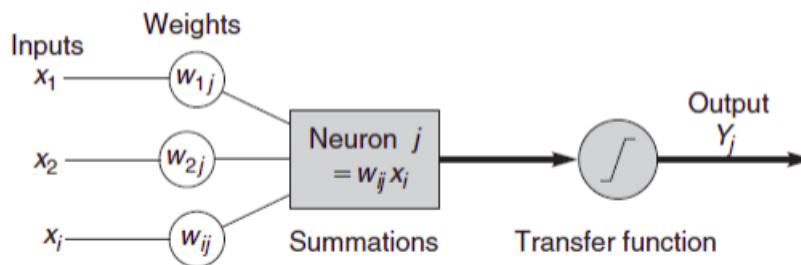 Weights
Inputs
x₁
w₁ⱼ
x₂
w₂ⱼ
xᵢ
wᵢⱼ
Neuron j
= wᵢⱼ xᵢ
Summations
Transfer function
Output
Yⱼ